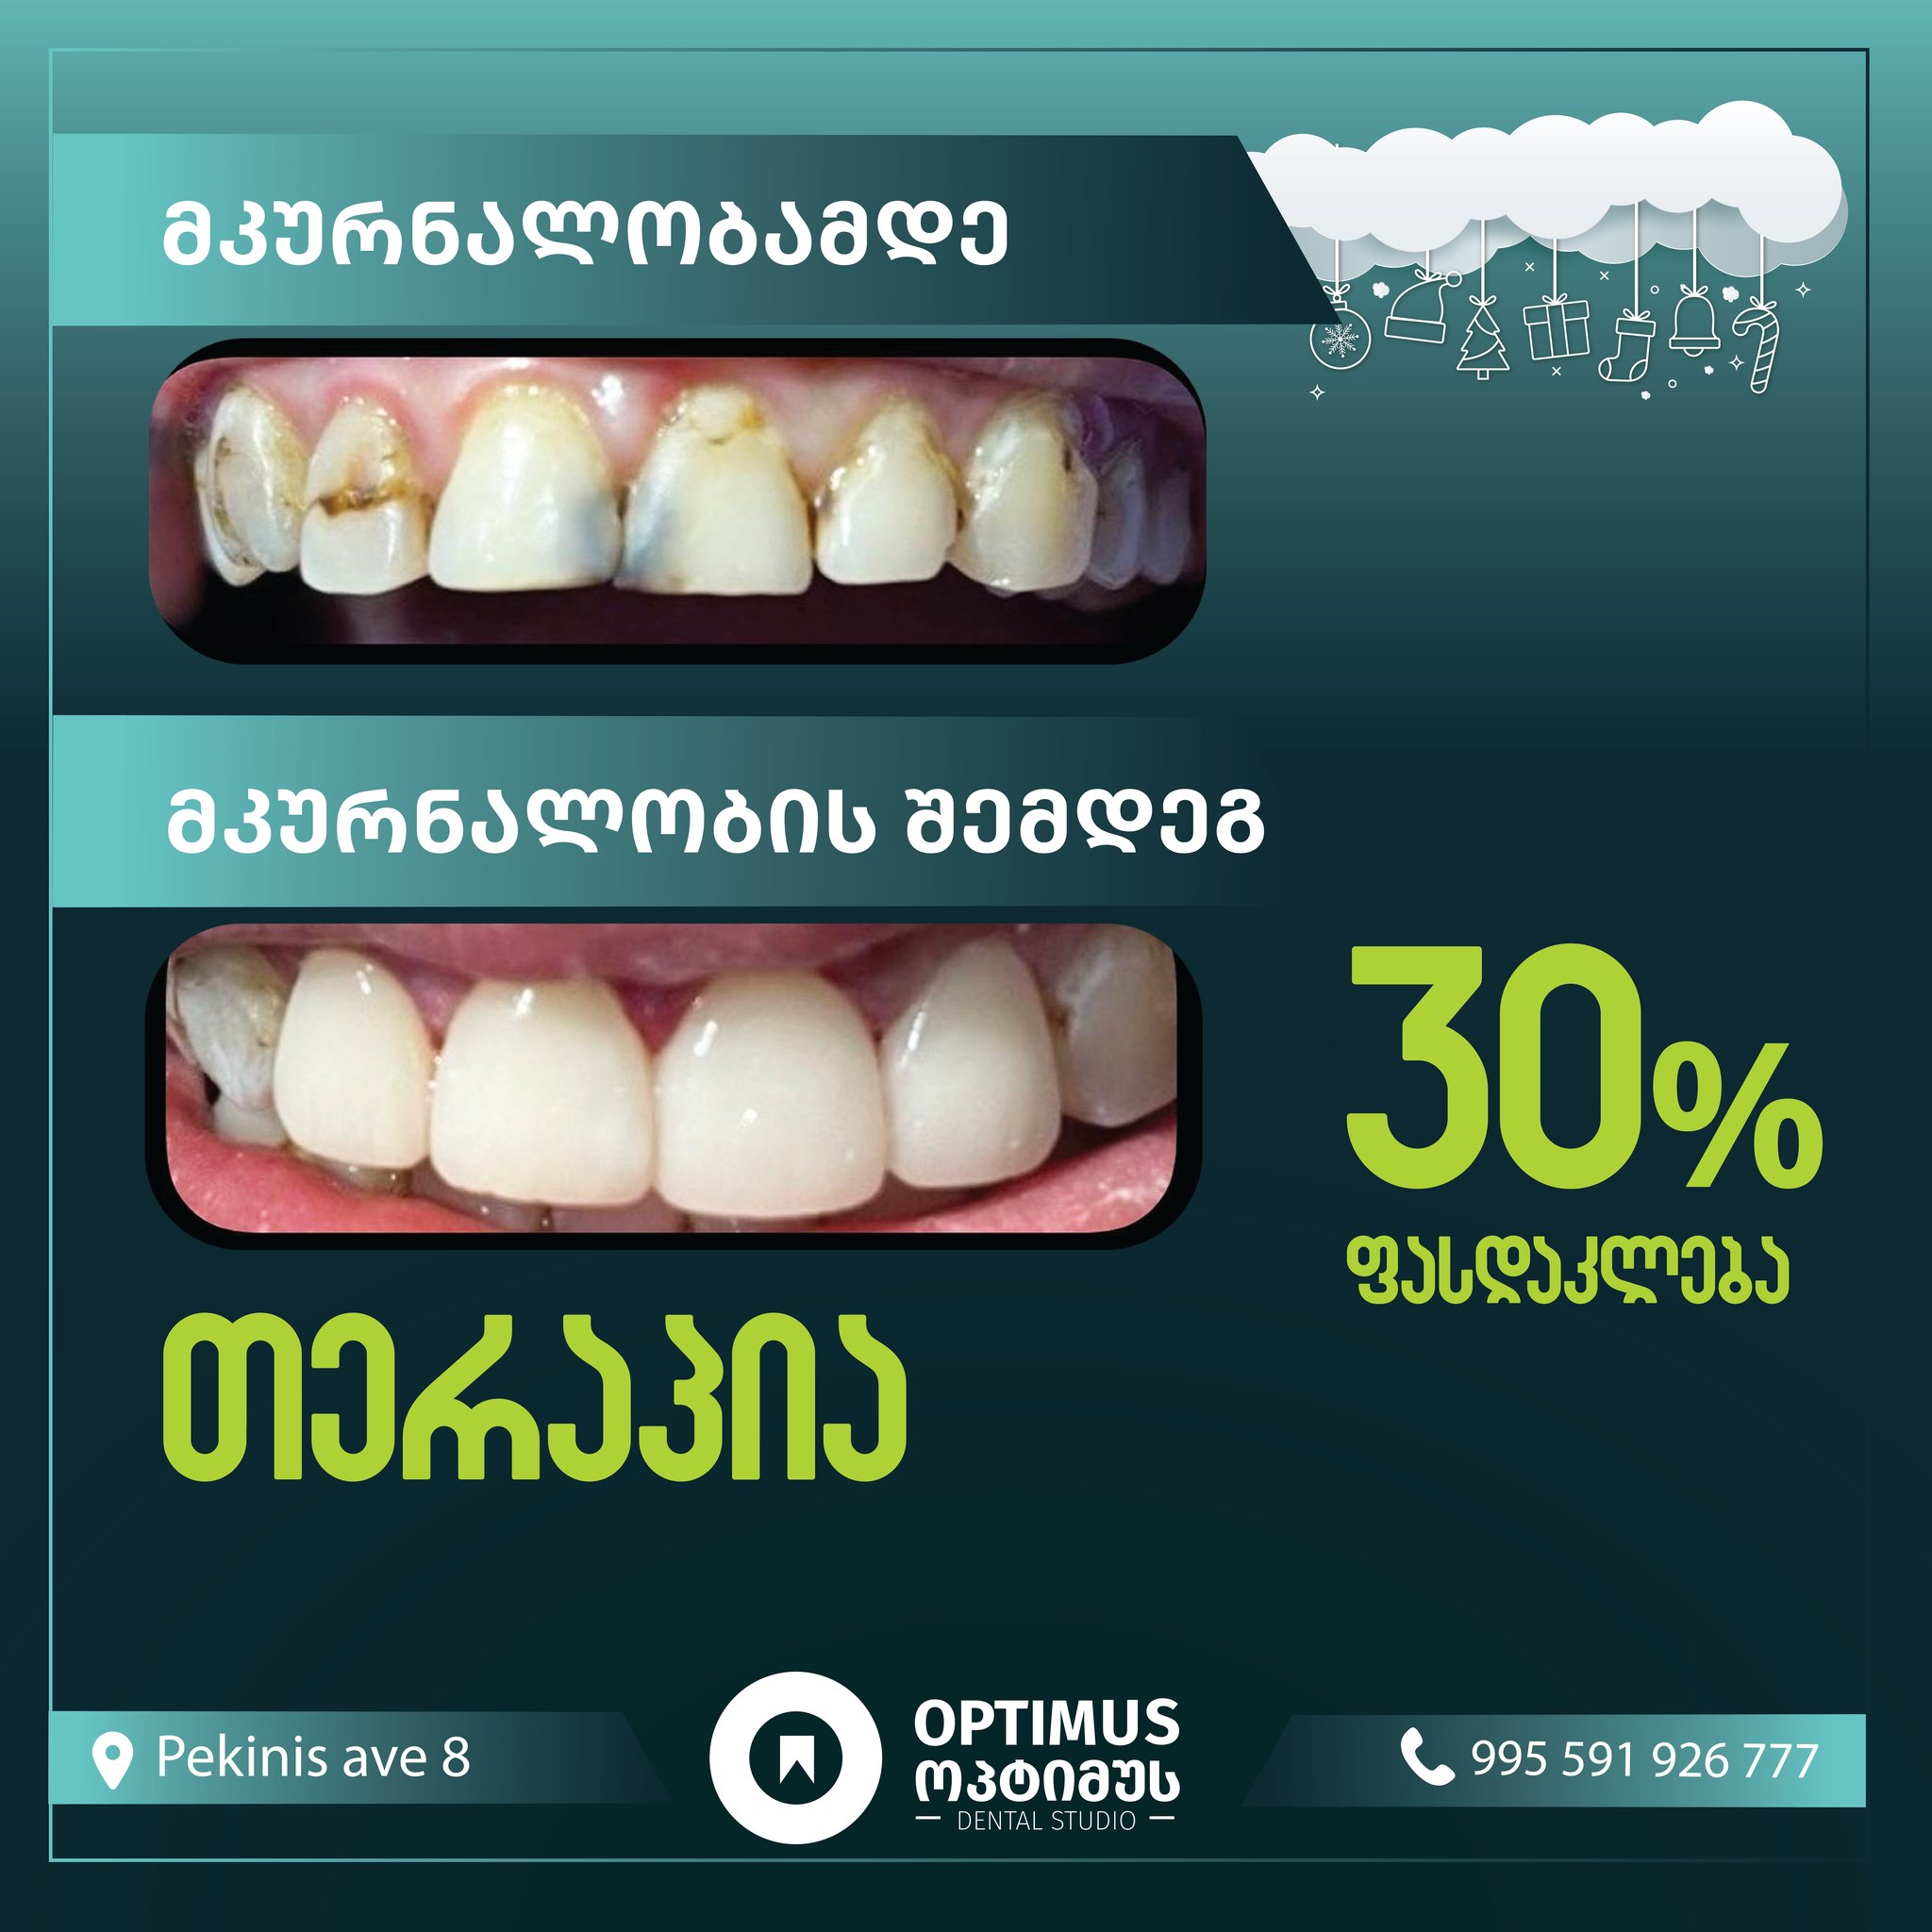 მკურნალობამდე
მკურნალობის შემდეგ
30%
ფასდაკლება
თერაპია
Pekinis ave 8
OPTIMUS
ოპტიმუს
DENTAL STUDIO
995 591 926 777